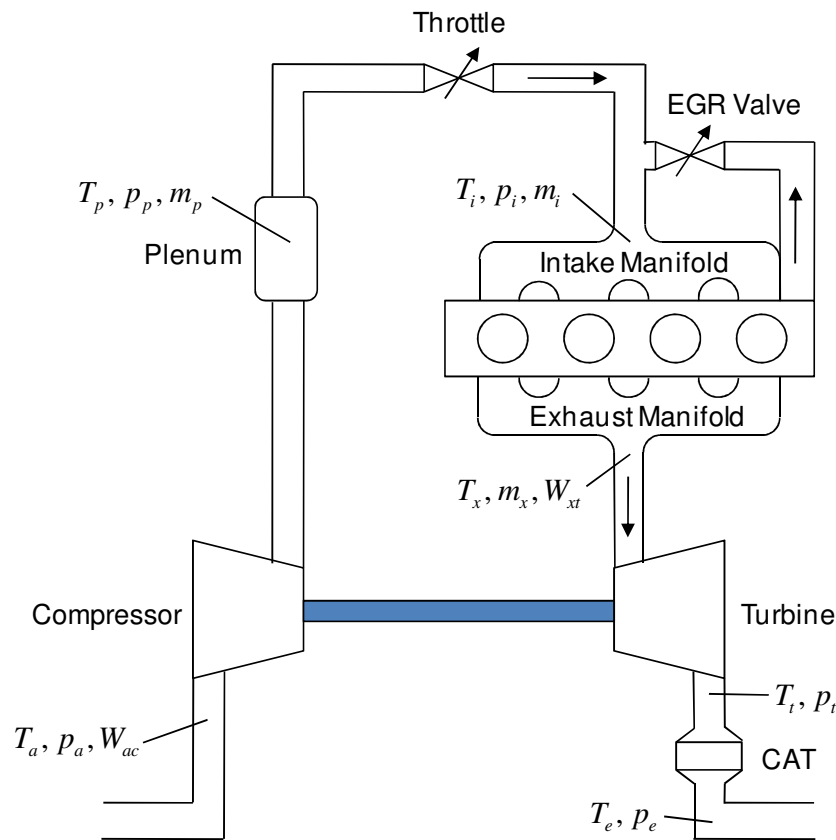 Throttle
EGR Valve
T_p, p_p, m_p
T_i, p_i, m_i
Plenum
Intake Manifold
Exhaust Manifold
T_x, m_x, W_xt
Compressor
Turbine
T_t, p_t
T_a, p_a, W_ac
CAT
T_e, p_e